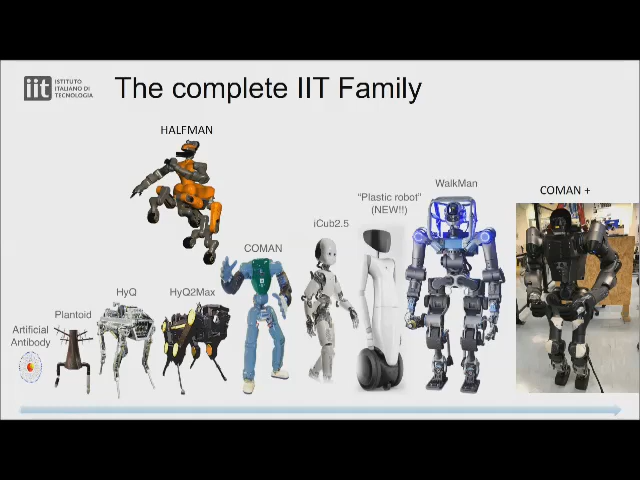 iit ISTITUTO
ITALIANO DI
TECNOLOGIA
The complete IIT Family
HALFMAN
WalkMan
COMAN +
"Plastic robot"
(NEW!!)
iCub2.5
COMAN
HyQ
HyQ2Max
Plantoid
Artificial
Antibody